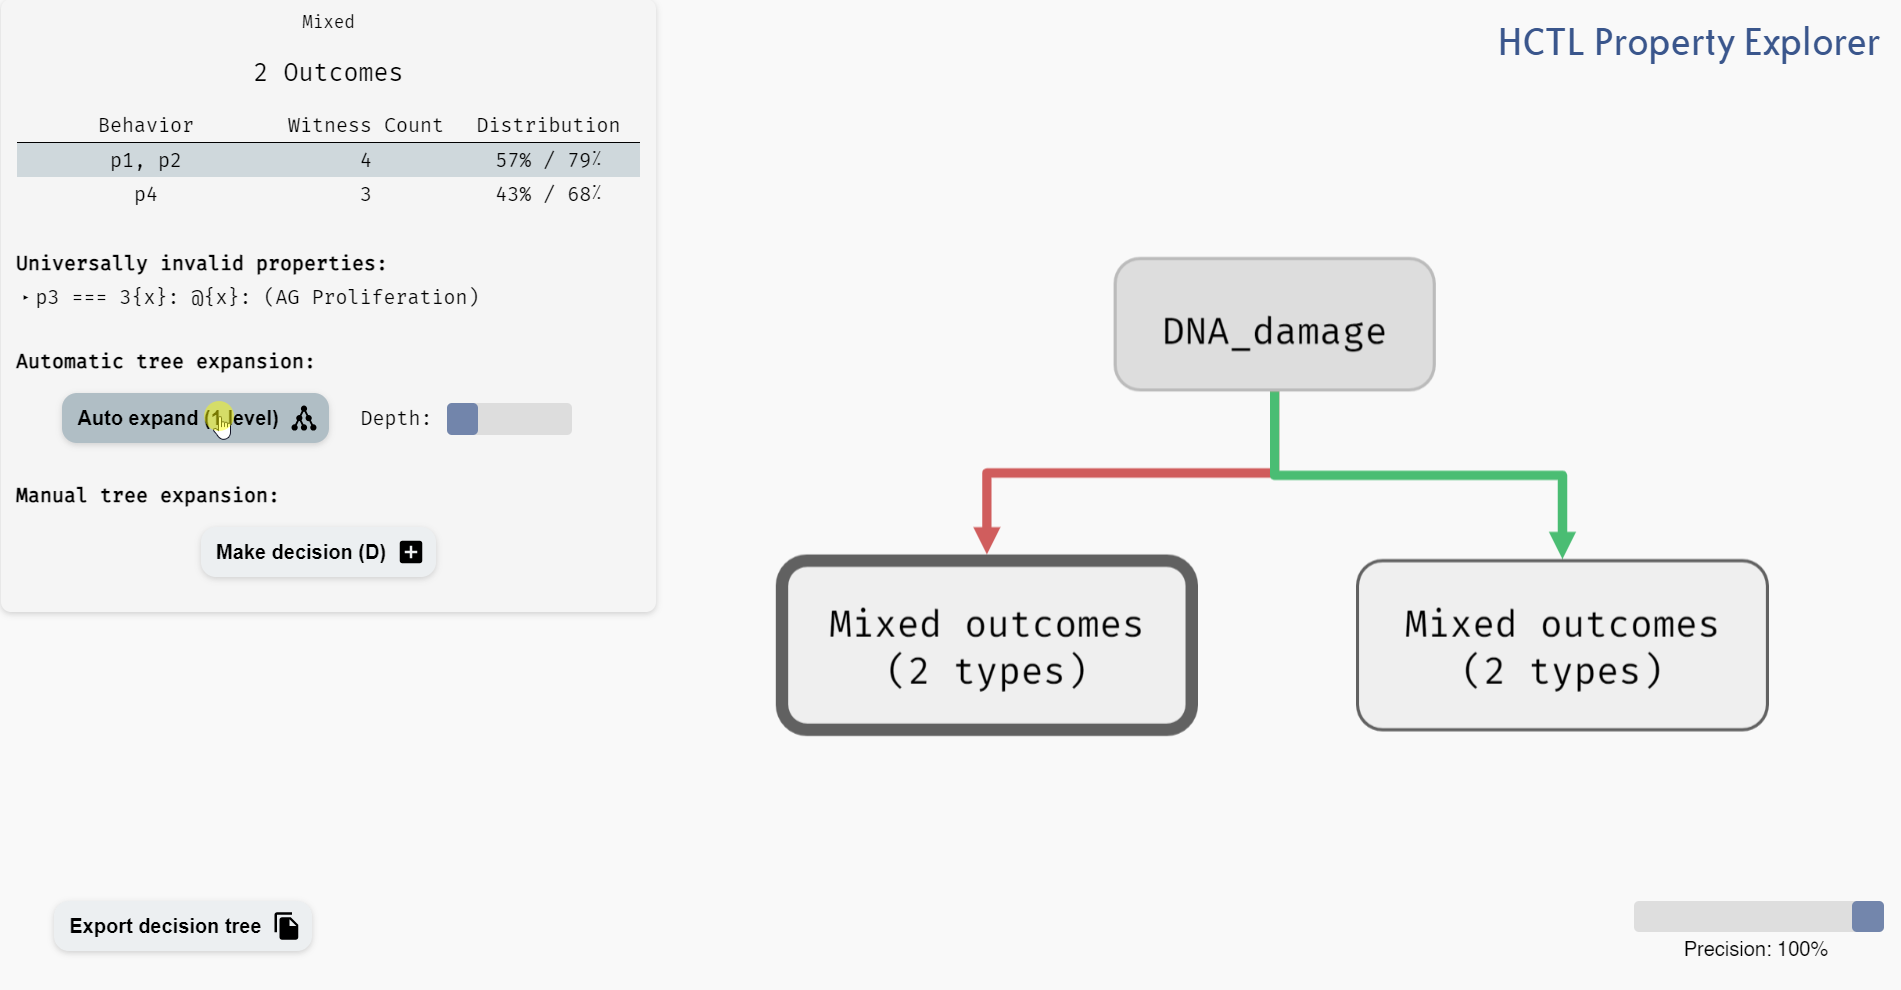 Mixed
2 Outcomes
Behavior Witness Count Distribution
p1, p2 4 57% / 79⁒
p4 3 43% / 68⁒
Universally invalid properties:
‣ p3 === 3{x}: @{x}: (AG Proliferation)
Automatic tree expansion:
Auto expand (1 level) Depth:
Manual tree expansion:
Make decision (D)
Export decision tree
HCTL Property Explorer
DNA_damage
Mixed outcomes
(2 types)
Mixed outcomes
(2 types)
Precision: 100%